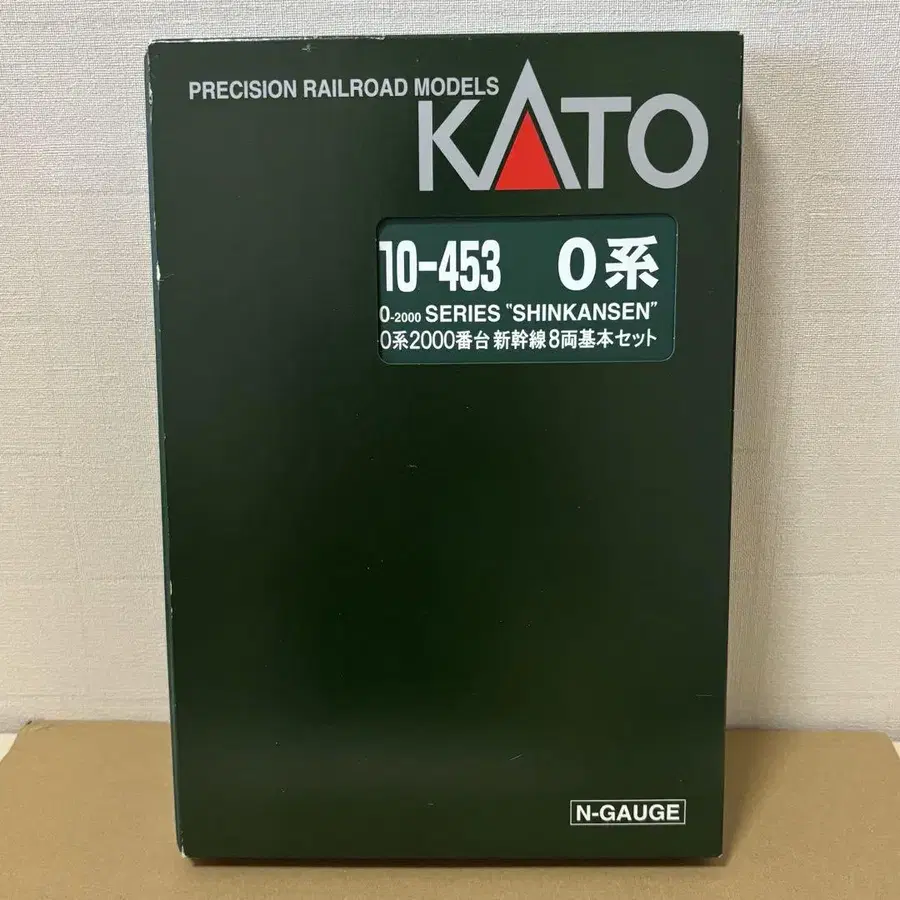 PRECISION RAILROAD MODELS
KATO
10-453 0系
0-2000 SERIES "SHINKANSEN"
0系2000番台 新幹線 8両基本セット
N-GAUGE